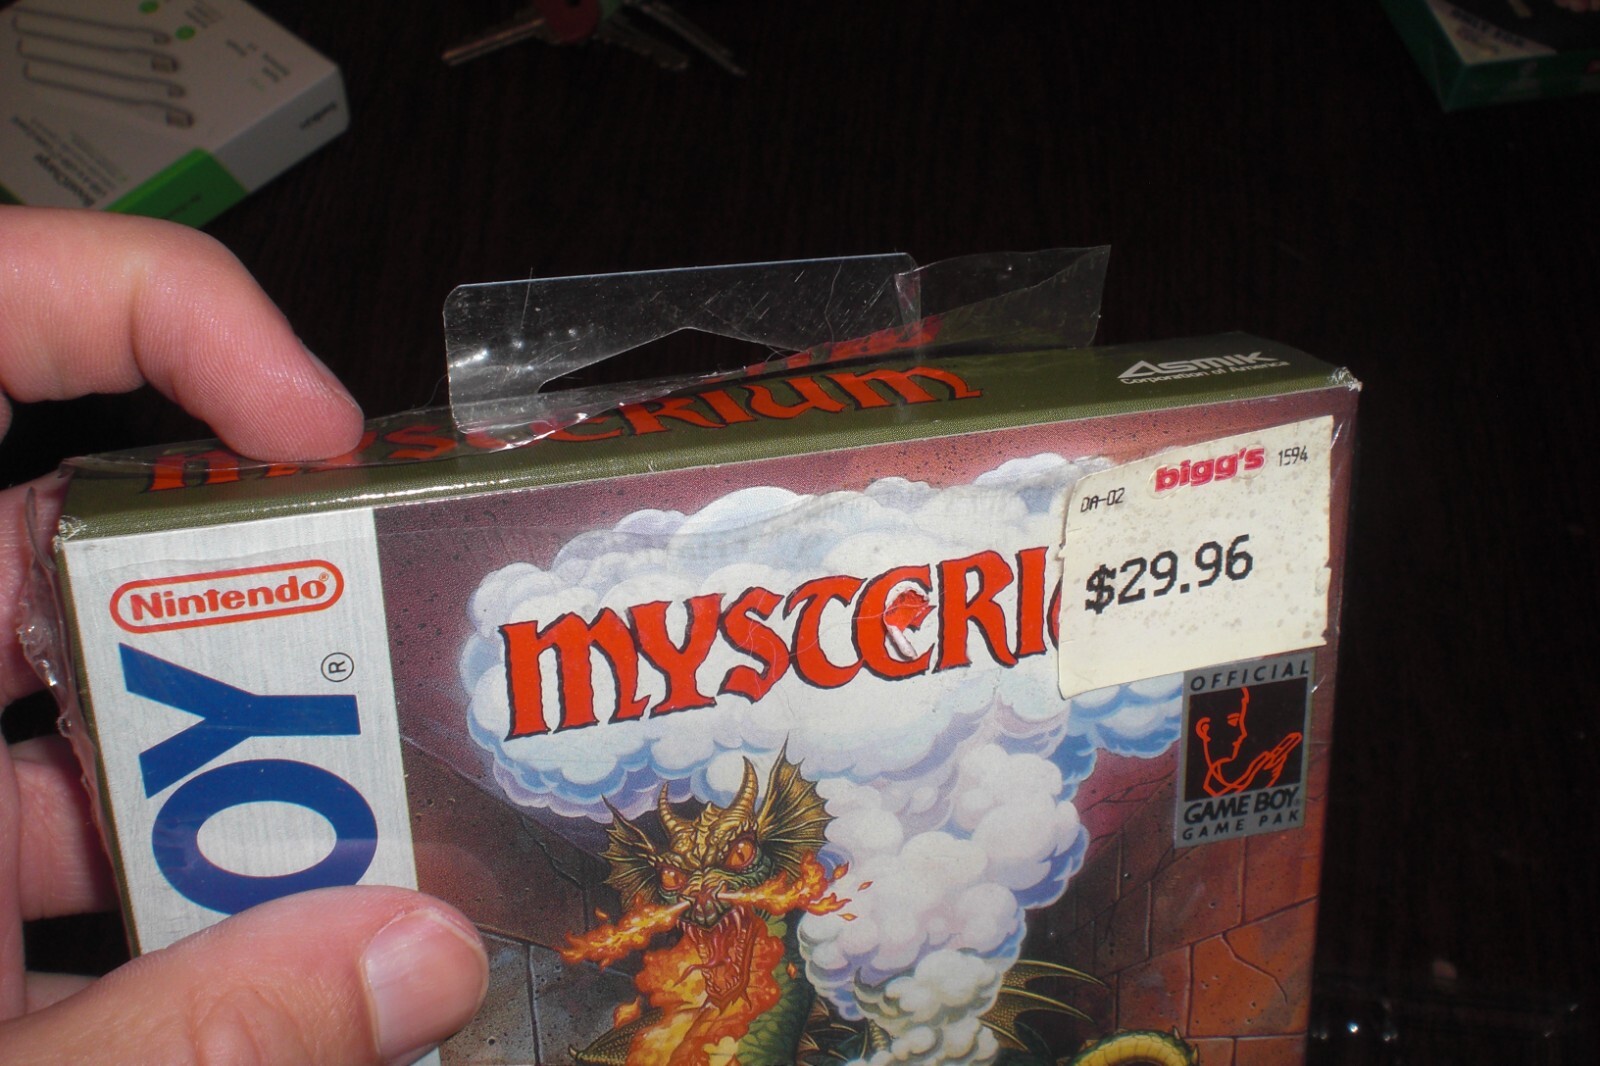 MYSTERIUM
ASMIK
Corporation of America
Nintendo®
OY®
MYSTERI
DA-02
bigg's
1594
$29.96
OFFICIAL
GAME BOY
GAME PAK